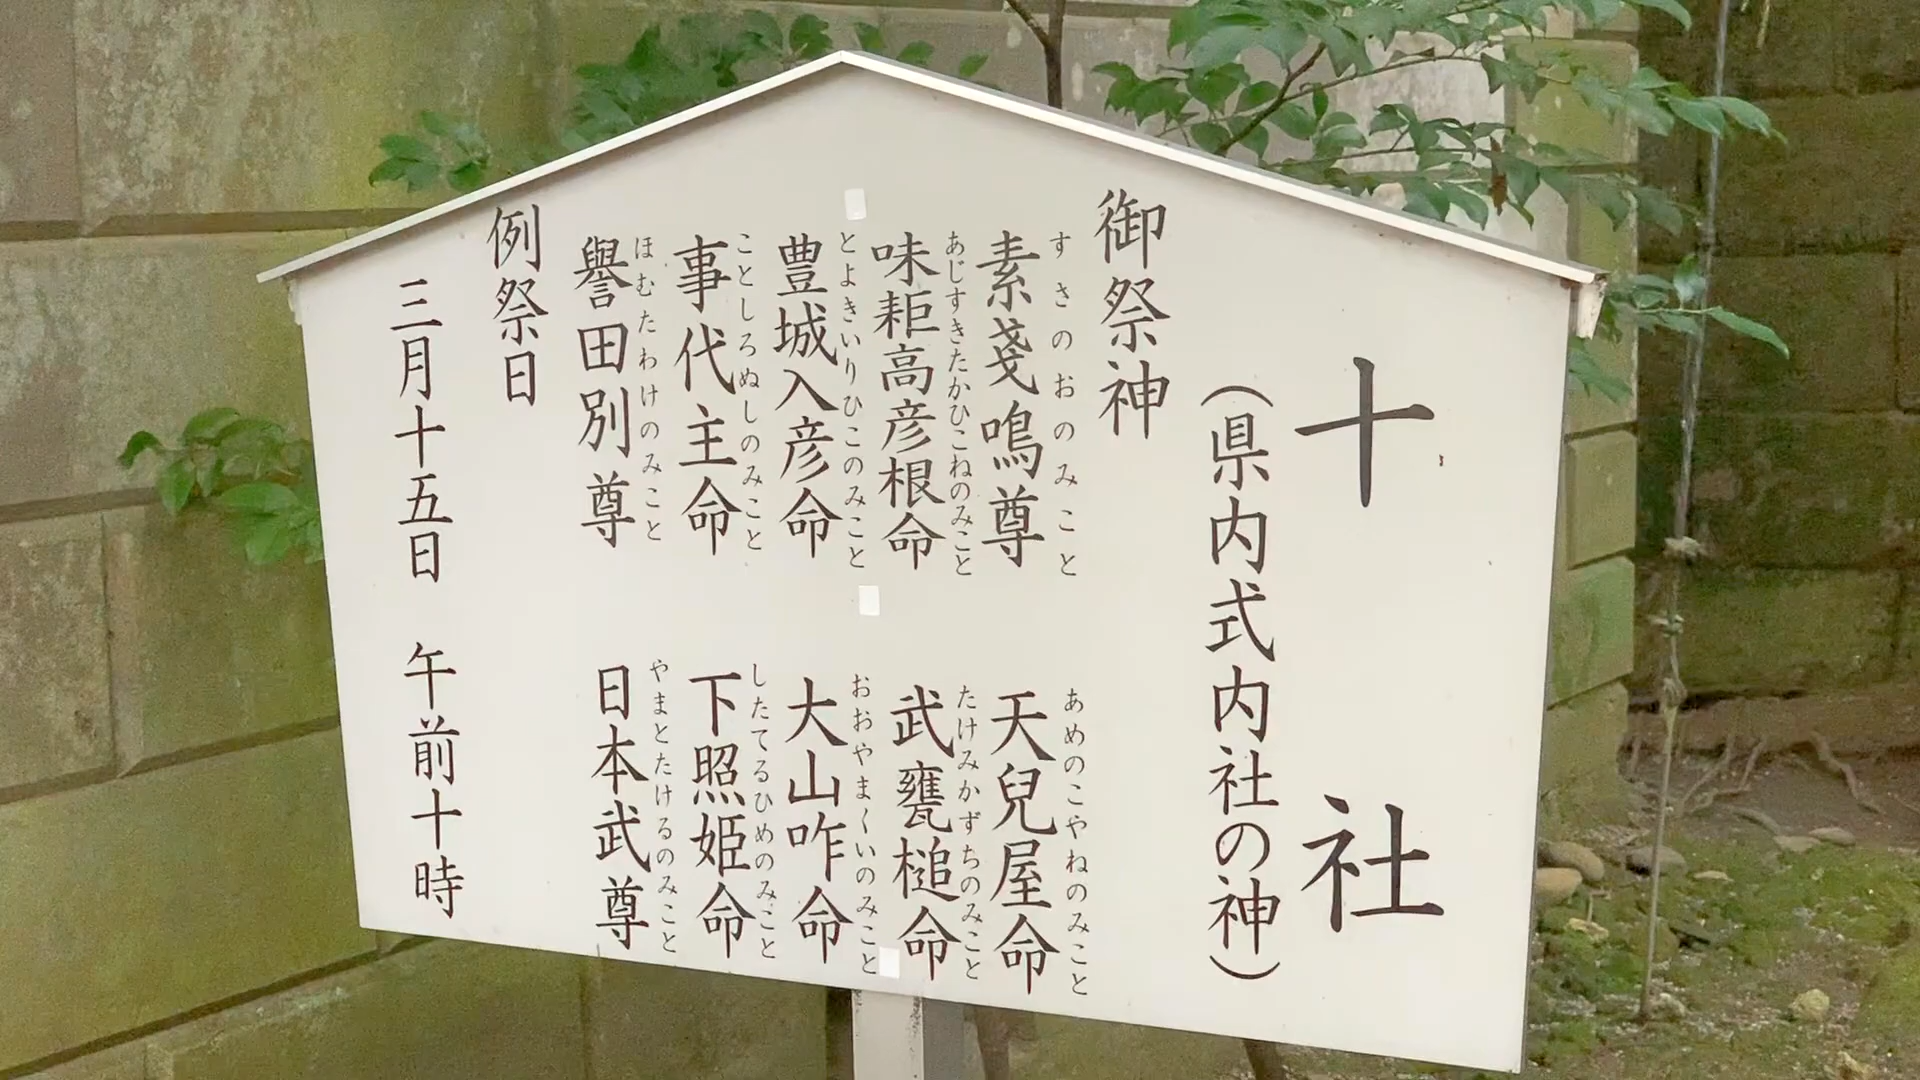 十社
（県内式内社の神）
御祭神
素戔鳴尊
すさのおのみこと
天兒屋命
あめのこやねのみこと
味耟高彦根命
あじすきたかひこねのみこと
武甕槌命
たけみかずちのみこと
豊城入彦命
とよきいりひこのみこと
大山咋命
おおやまくいのみこと
事代主命
ことしろぬしのみこと
下照姫命
したてるひめのみこと
譽田別尊
ほむたわけのみこと
日本武尊
やまとたけるのみこと
例祭日
三月十五日 午前十時